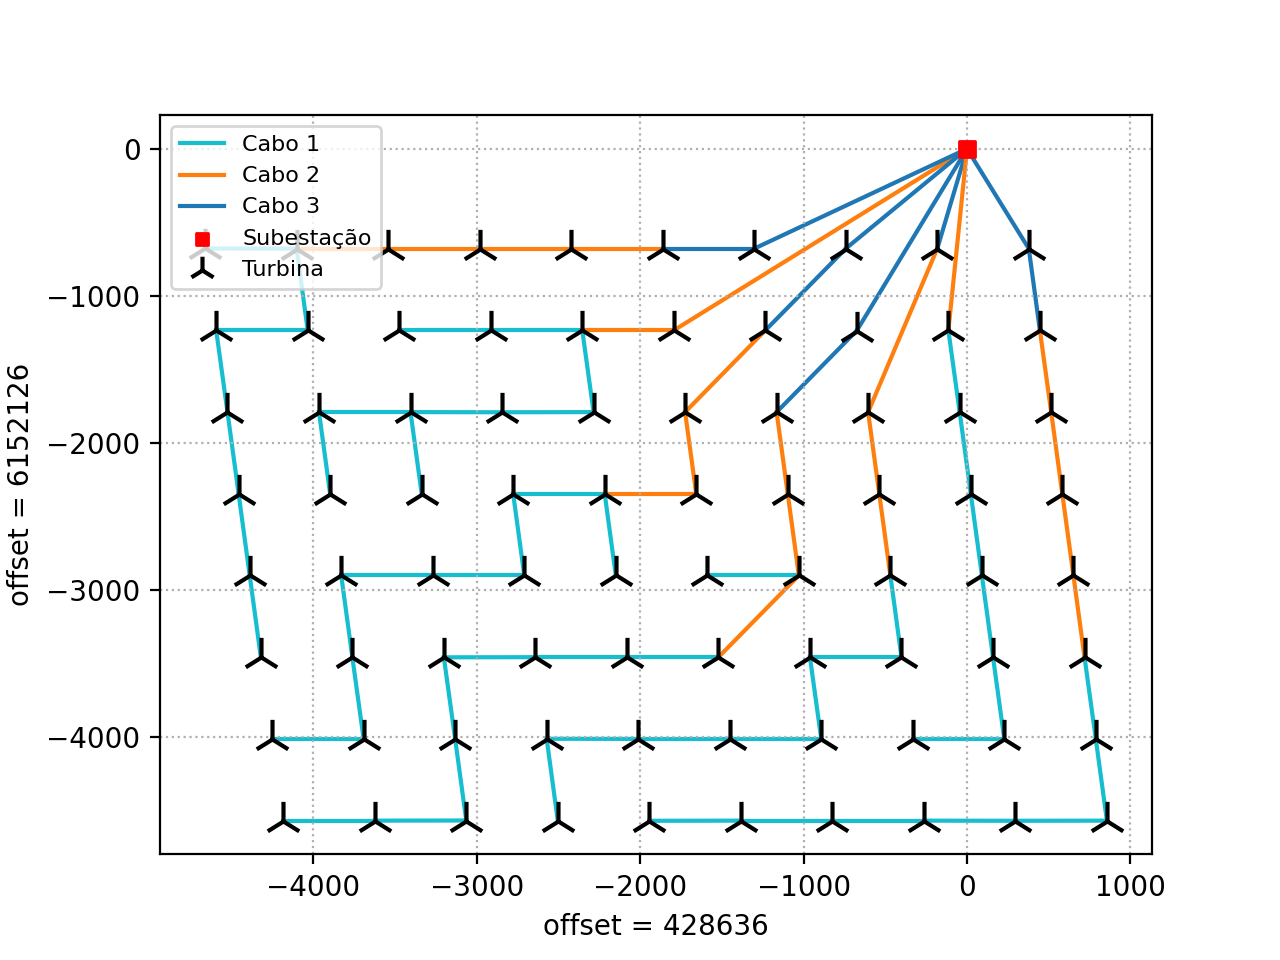 Cabo 1
Cabo 2
Cabo 3
Subestação
Turbina
0
−1000
−2000
−3000
−4000
offset = 6152126
−4000 −3000 −2000 −1000 0 1000
offset = 428636